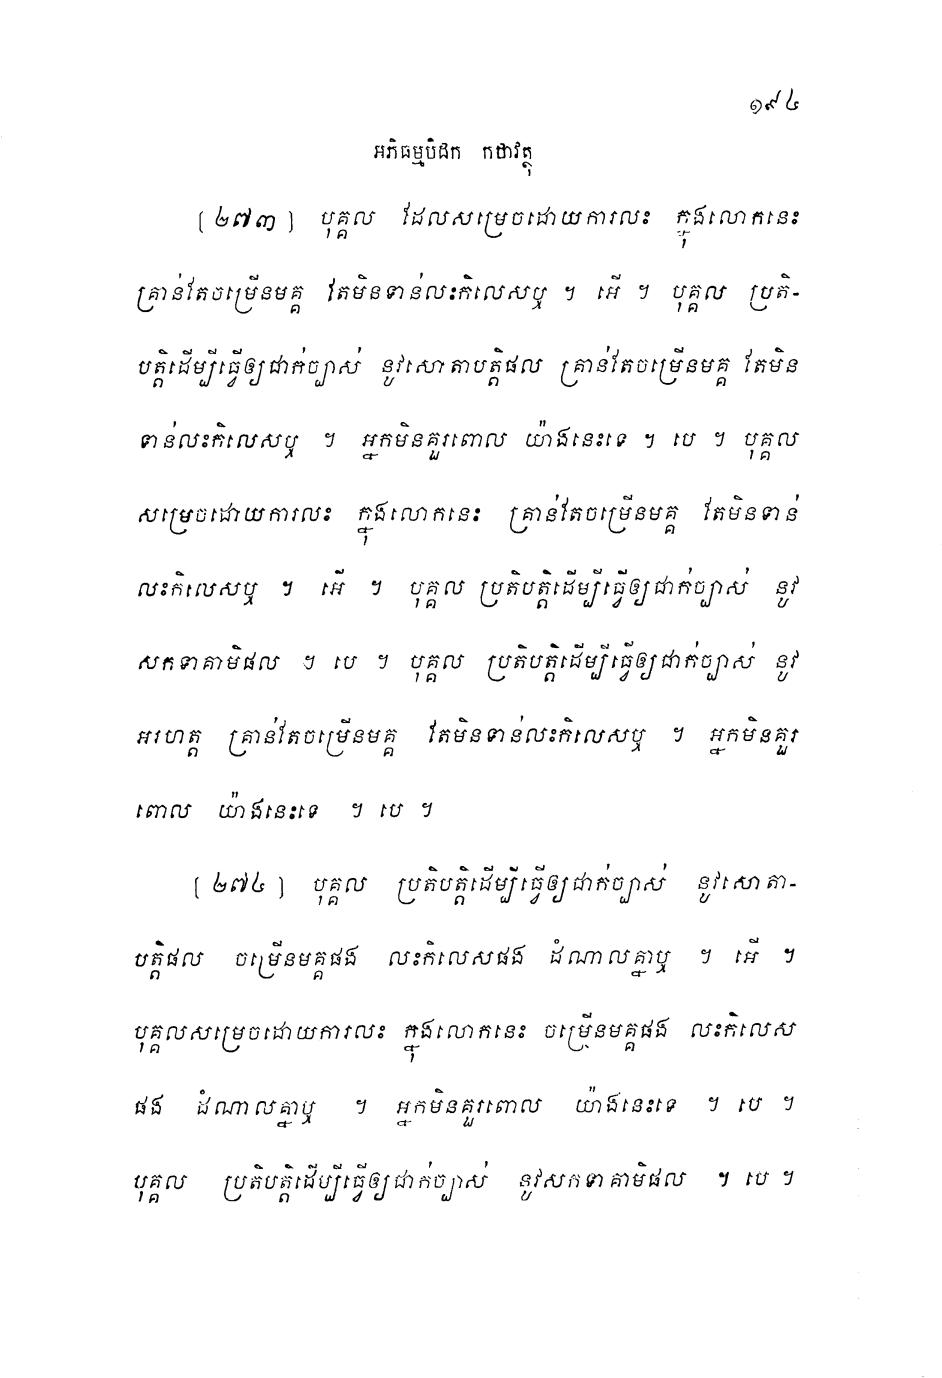 ១៩៤
អភិធម្មបិដក កថាវត្ថុ
[២៧៣] បុគ្គល ដែលសម្រេចដោយការលះ ក្នុងលោកនេះ
គ្រាន់តែចម្រើនមគ្គ តែមិនទាន់លះកិលេសឬ ។ អើ ។ បុគ្គល ប្រតិ-
បត្តិដើម្បីធ្វើឲ្យជាក់ច្បាស់ នូវសោតាបត្តិផល គ្រាន់តែចម្រើនមគ្គ តែមិន
ទាន់លះកិលេសឬ ។ អ្នកមិនគួរពោល យ៉ាងនេះទេ ។ បេ ។ បុគ្គល
សម្រេចដោយការលះ ក្នុងលោកនេះ គ្រាន់តែចម្រើនមគ្គ តែមិនទាន់
លះកិលេសឬ ។ អើ ។ បុគ្គល ប្រតិបត្តិដើម្បីធ្វើឲ្យជាក់ច្បាស់ នូវ
សកទាគាមិផល ។ បេ ។ បុគ្គល ប្រតិបត្តិដើម្បីធ្វើឲ្យជាក់ច្បាស់ នូវ
អរហត្ត គ្រាន់តែចម្រើនមគ្គ តែមិនទាន់លះកិលេសឬ ។ អ្នកមិនគួរ
ពោល យ៉ាងនេះទេ ។ បេ ។
[២៧៤] បុគ្គល ប្រតិបត្តិដើម្បីធ្វើឲ្យជាក់ច្បាស់ នូវសោតា-
បត្តិផល ចម្រើនមគ្គផង លះកិលេសផង ដំណាលគ្នាឬ ។ អើ ។
បុគ្គលសម្រេចដោយការលះ ក្នុងលោកនេះ ចម្រើនមគ្គផង លះកិលេស
ផង ដំណាលគ្នាឬ ។ អ្នកមិនគួរពោល យ៉ាងនេះទេ ។ បេ ។
បុគ្គល ប្រតិបត្តិដើប្បីធ្វើឲ្យជាក់ច្បាស់ នូវសកទាគាមិផល ។ បេ ។